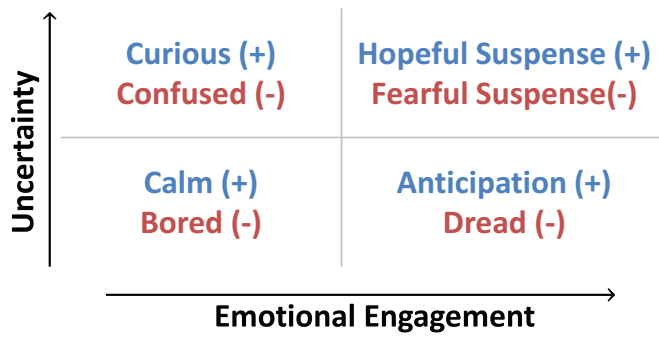 Uncertainty
Curious (+)
Confused (-)
Hopeful Suspense (+)
Fearful Suspense(-)
Calm (+)
Bored (-)
Anticipation (+)
Dread (-)
Emotional Engagement